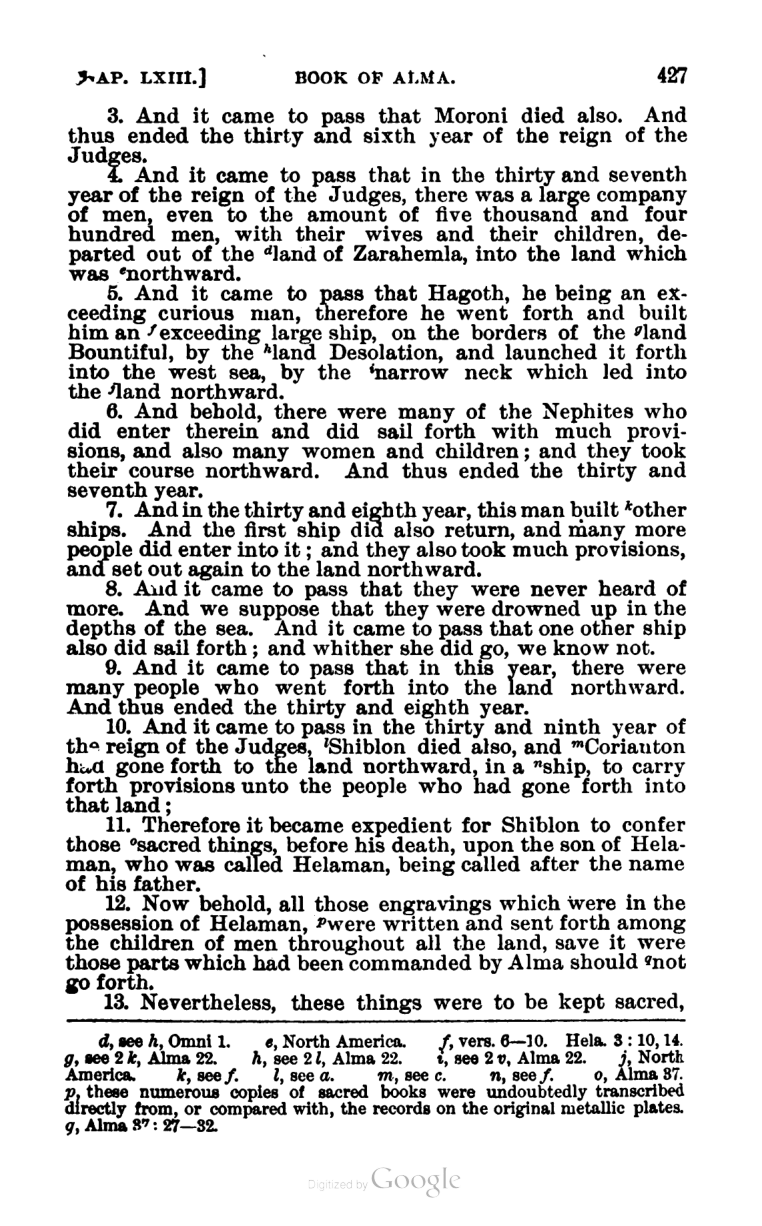 AP. LXIII.] BOOK OF ALMA. 427
3. And it came to pass that Moroni died also. And
thus ended the thirty and sixth year of the reign of the
Judges.
4. And it came to pass that in the thirty and seventh
year of the reign of the Judges, there was a large company
of men, even to the amount of five thousand and four
hundred men, with their wives and their children, de-
parted out of the dland of Zarahemla, into the land which
was enorthward.
5. And it came to pass that Hagoth, he being an ex-
ceeding curious man, therefore he went forth and built
him an f exceeding large ship, on the borders of the gland
Bountiful, by the hland Desolation, and launched it forth
into the west sea, by the inarrow neck which led into
the jland northward.
6. And behold, there were many of the Nephites who
did enter therein and did sail forth with much provi-
sions, and also many women and children; and they took
their course northward. And thus ended the thirty and
seventh year.
7. And in the thirty and eighth year, this man built kother
ships. And the first ship did also return, and many more
people did enter into it; and they also took much provisions,
and set out again to the land northward.
8. And it came to pass that they were never heard of
more. And we suppose that they were drowned up in the
depths of the sea. And it came to pass that one other ship
also did sail forth; and whither she did go, we know not.
9. And it came to pass that in this year, there were
many people who went forth into the land northward.
And thus ended the thirty and eighth year.
10. And it came to pass in the thirty and ninth year of
the reign of the Judges, lShiblon died also, and mCorianton
had gone forth to the land northward, in a nship, to carry
forth provisions unto the people who had gone forth into
that land;
11. Therefore it became expedient for Shiblon to confer
those osacred things, before his death, upon the son of Hela-
man, who was called Helaman, being called after the name
of his father.
12. Now behold, all those engravings which were in the
possession of Helaman, pwere written and sent forth among
the children of men throughout all the land, save it were
those parts which had been commanded by Alma should qnot
go forth.
13. Nevertheless, these things were to be kept sacred,
d, see h, Omni 1. e, North America. f, vers. 6—10. Hela. 3 : 10, 14.
g, see 2 k, Alma 22. h, see 2 l, Alma 22. i, see 2 v, Alma 22. j, North
America. k, see f. l, see a. m, see c. n, see f. o, Alma 37.
p, these numerous copies of sacred books were undoubtedly transcribed
directly from, or compared with, the records on the original metallic plates.
q, Alma 37 : 27—32.
Digitized by Google